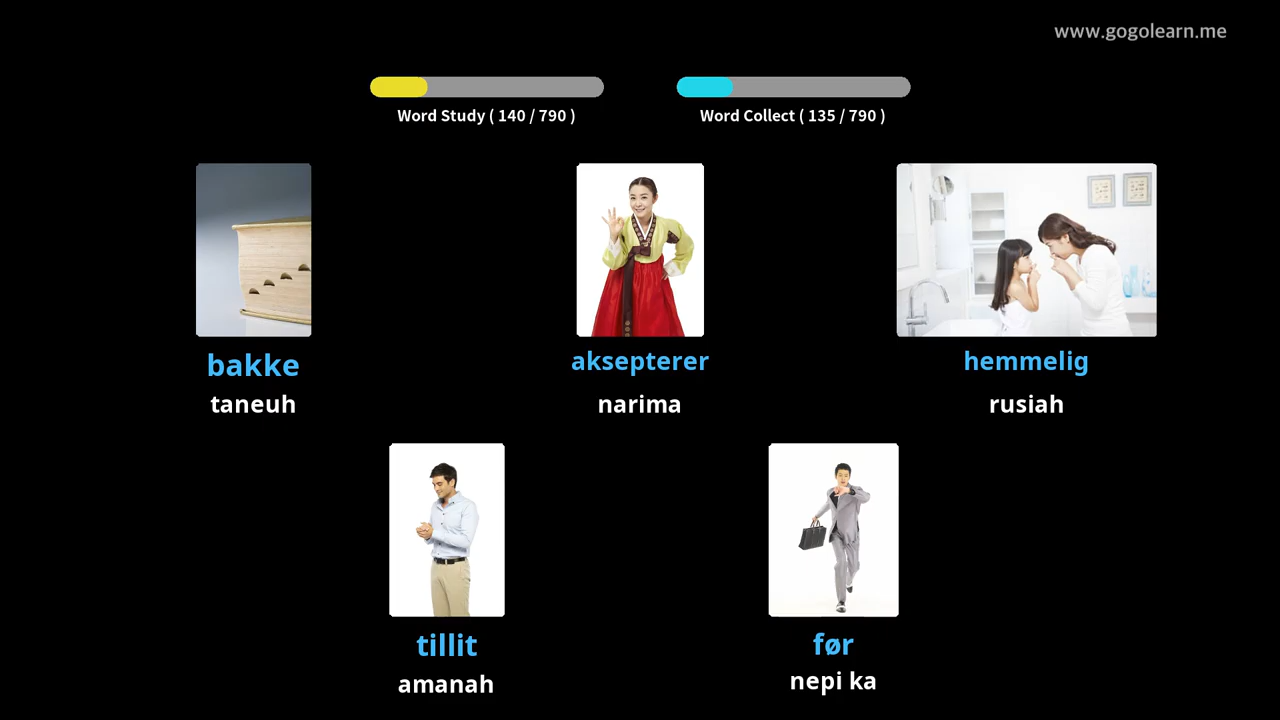 www.gogolearn.me
Word Study ( 140 / 790 )
Word Collect ( 135 / 790 )
bakke
taneuh
aksepterer
narima
hemmelig
rusiah
tillit
amanah
før
nepi ka